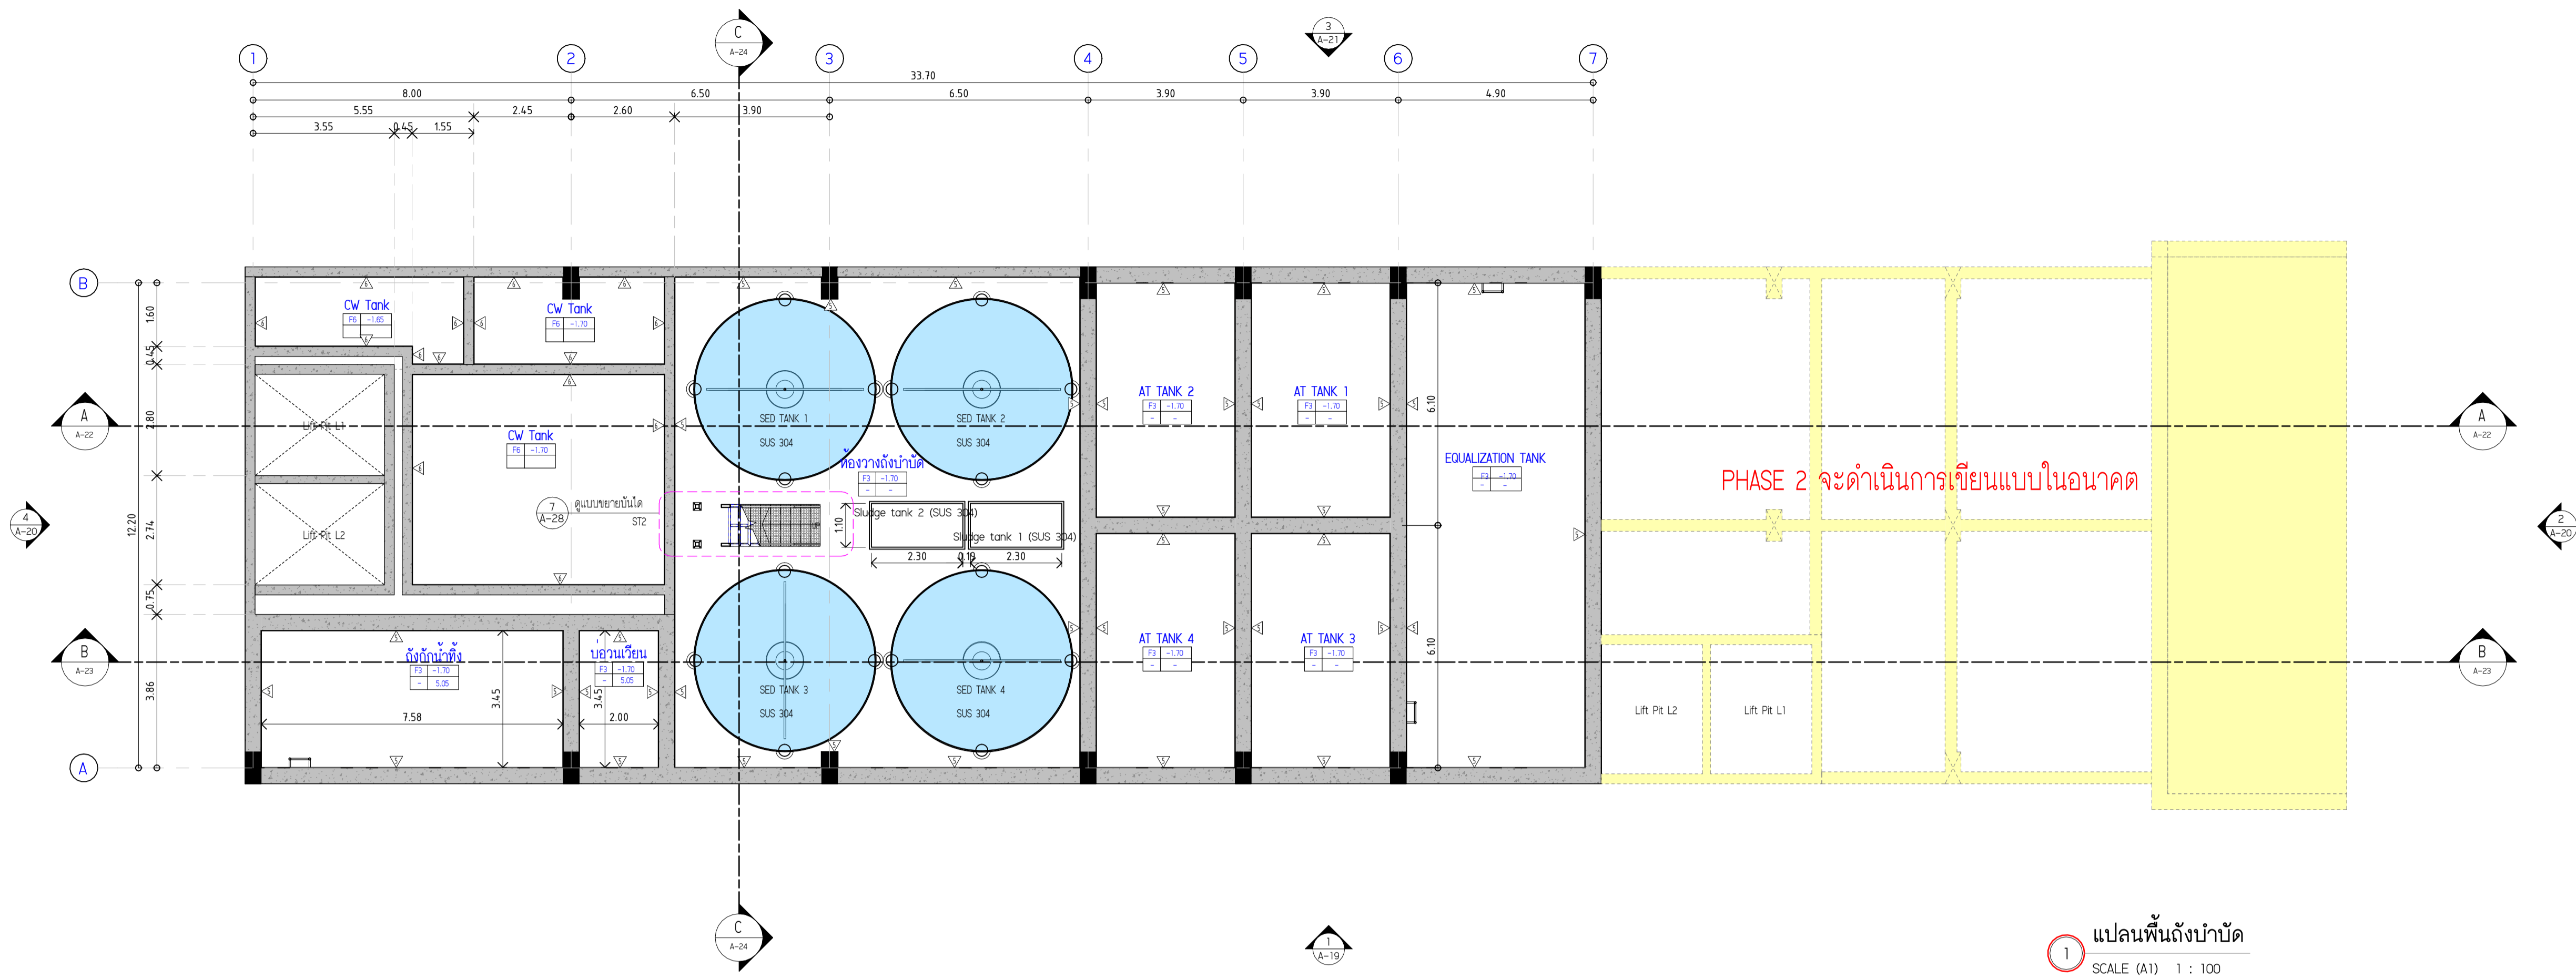 C
A-24
3
A-21
1
2
3
4
5
6
7
33.70
8.00
6.50
6.50
3.90
3.90
4.90
5.55
2.45
2.60
3.90
3.55
0.45
1.55
B
1.60
0.45
2.80
2.74
0.75
3.86
12.20
A
A
A-22
B
A-23
4
A-20
CW Tank
F6 -1.65
CW Tank
F6 -1.70
CW Tank
F6 -1.70
Lift Pit L1
Lift Pit L2
SED TANK 1
SUS 304
SED TANK 2
SUS 304
ห้องวางถังบำบัด
F3 -1.70
- -
7
A-28
ดูแบบขยายบันได
ST2
UP
1.10
Sludge tank 2 (SUS 304)
Sludge tank 1 (SUS 304)
2.30
0.19
2.30
SED TANK 3
SUS 304
SED TANK 4
SUS 304
ถังกักน้ำทิ้ง
F3 -1.70
- 5.05
7.58
3.45
บ่อวนเวียน
F3 -1.70
- 5.05
3.45
2.00
AT TANK 2
F3 -1.70
- -
AT TANK 1
F3 -1.70
- -
AT TANK 4
F3 -1.70
- -
AT TANK 3
F3 -1.70
- -
6.10
6.10
EQUALIZATION TANK
F3 -1.70
- -
PHASE 2 จะดำเนินการเขียนแบบในอนาคต
Lift Pit L2
Lift Pit L1
A
A-22
2
A-20
B
A-23
C
A-24
1
A-19
1
แปลนพื้นถังบำบัด
SCALE (A1) 1 : 100